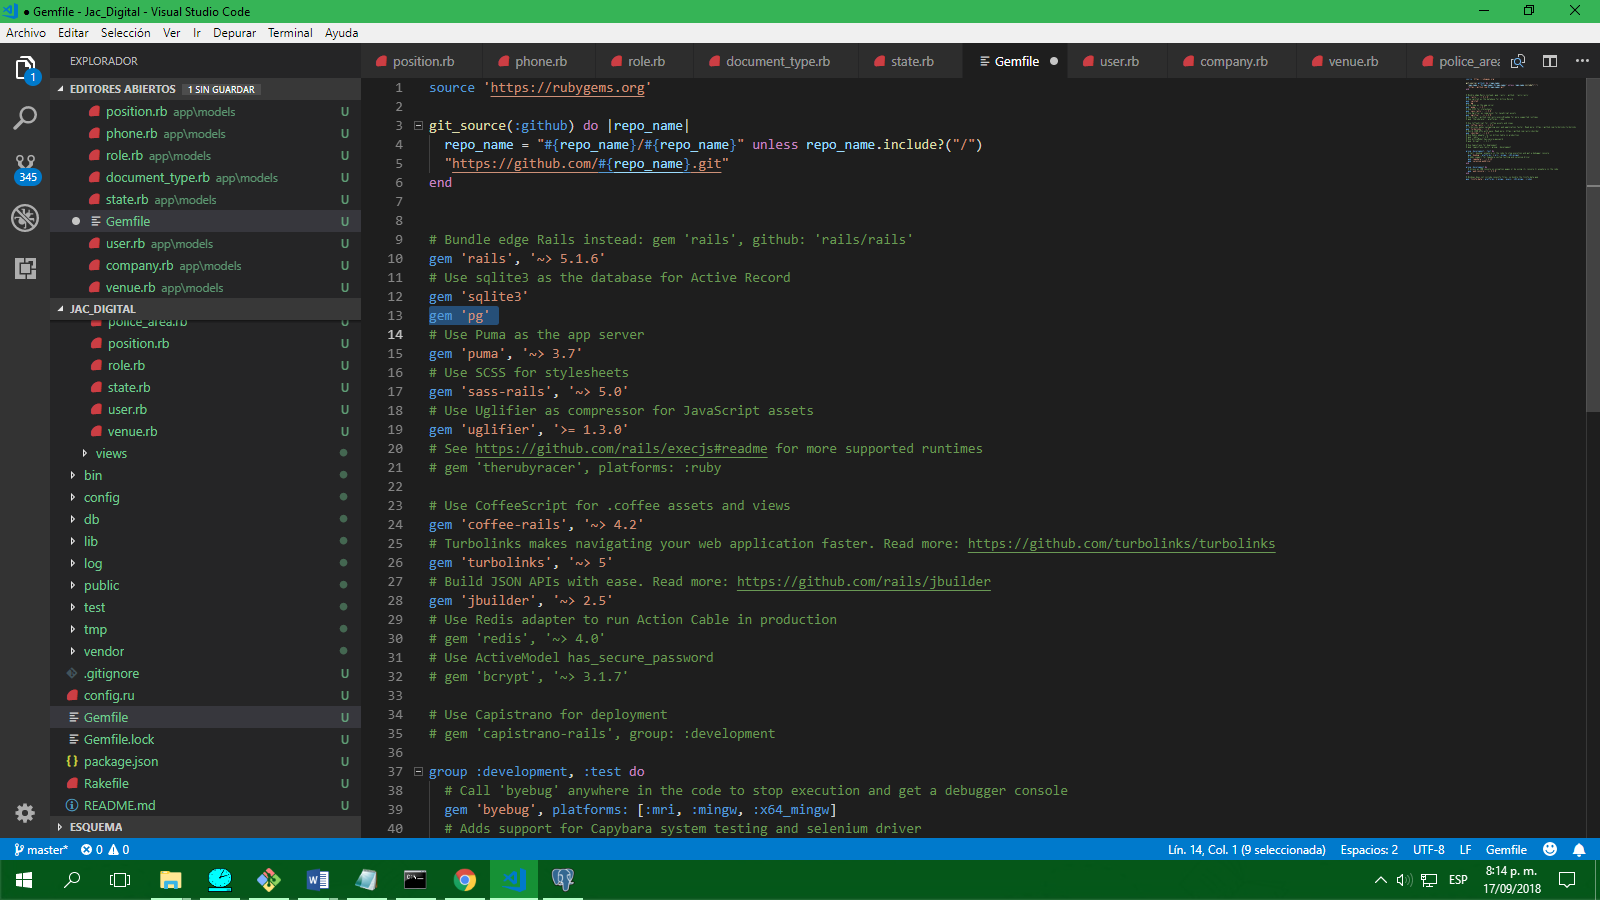 Gemfile - Jac_Digital - Visual Studio Code
Archivo Editar Selección Ver Ir Depurar Terminal Ayuda
EXPLORADOR
EDITORES ABIERTOS 1 SIN GUARDAR
position.rb app\models U
phone.rb app\models U
role.rb app\models U
document_type.rb app\models U
state.rb app\models U
Gemfile U
user.rb app\models U
company.rb app\models U
venue.rb app\models U
JAC_DIGITAL
police_area.rb U
position.rb U
role.rb U
state.rb U
user.rb U
venue.rb U
views
bin
config
db
lib
log
public
test
tmp
vendor
.gitignore U
config.ru U
Gemfile U
Gemfile.lock U
{} package.json U
Rakefile U
README.md U
ESQUEMA
1
345
position.rb phone.rb role.rb document_type.rb state.rb Gemfile user.rb company.rb venue.rb police_area
1 source 'https://rubygems.org'
2
3 git_source(:github) do |repo_name|
4 repo_name = "#{repo_name}/#{repo_name}" unless repo_name.include?("/")
5 "https://github.com/#{repo_name}.git"
6 end
7
8
9 # Bundle edge Rails instead: gem 'rails', github: 'rails/rails'
10 gem 'rails', '~> 5.1.6'
11 # Use sqlite3 as the database for Active Record
12 gem 'sqlite3'
13 gem 'pg'
14 # Use Puma as the app server
15 gem 'puma', '~> 3.7'
16 # Use SCSS for stylesheets
17 gem 'sass-rails', '~> 5.0'
18 # Use Uglifier as compressor for JavaScript assets
19 gem 'uglifier', '>= 1.3.0'
20 # See https://github.com/rails/execjs#readme for more supported runtimes
21 # gem 'therubyracer', platforms: :ruby
22
23 # Use CoffeeScript for .coffee assets and views
24 gem 'coffee-rails', '~> 4.2'
25 # Turbolinks makes navigating your web application faster. Read more: https://github.com/turbolinks/turbolinks
26 gem 'turbolinks', '~> 5'
27 # Build JSON APIs with ease. Read more: https://github.com/rails/jbuilder
28 gem 'jbuilder', '~> 2.5'
29 # Use Redis adapter to run Action Cable in production
30 # gem 'redis', '~> 4.0'
31 # Use ActiveModel has_secure_password
32 # gem 'bcrypt', '~> 3.1.7'
33
34 # Use Capistrano for deployment
35 # gem 'capistrano-rails', group: :development
36
37 group :development, :test do
38 # Call 'byebug' anywhere in the code to stop execution and get a debugger console
39 gem 'byebug', platforms: [:mri, :mingw, :x64_mingw]
40 # Adds support for Capybara system testing and selenium driver
master* 0 0 Lín. 14, Col. 1 (9 seleccionada) Espacios: 2 UTF-8 LF Gemfile
ESP 8:14 p. m.
17/09/2018